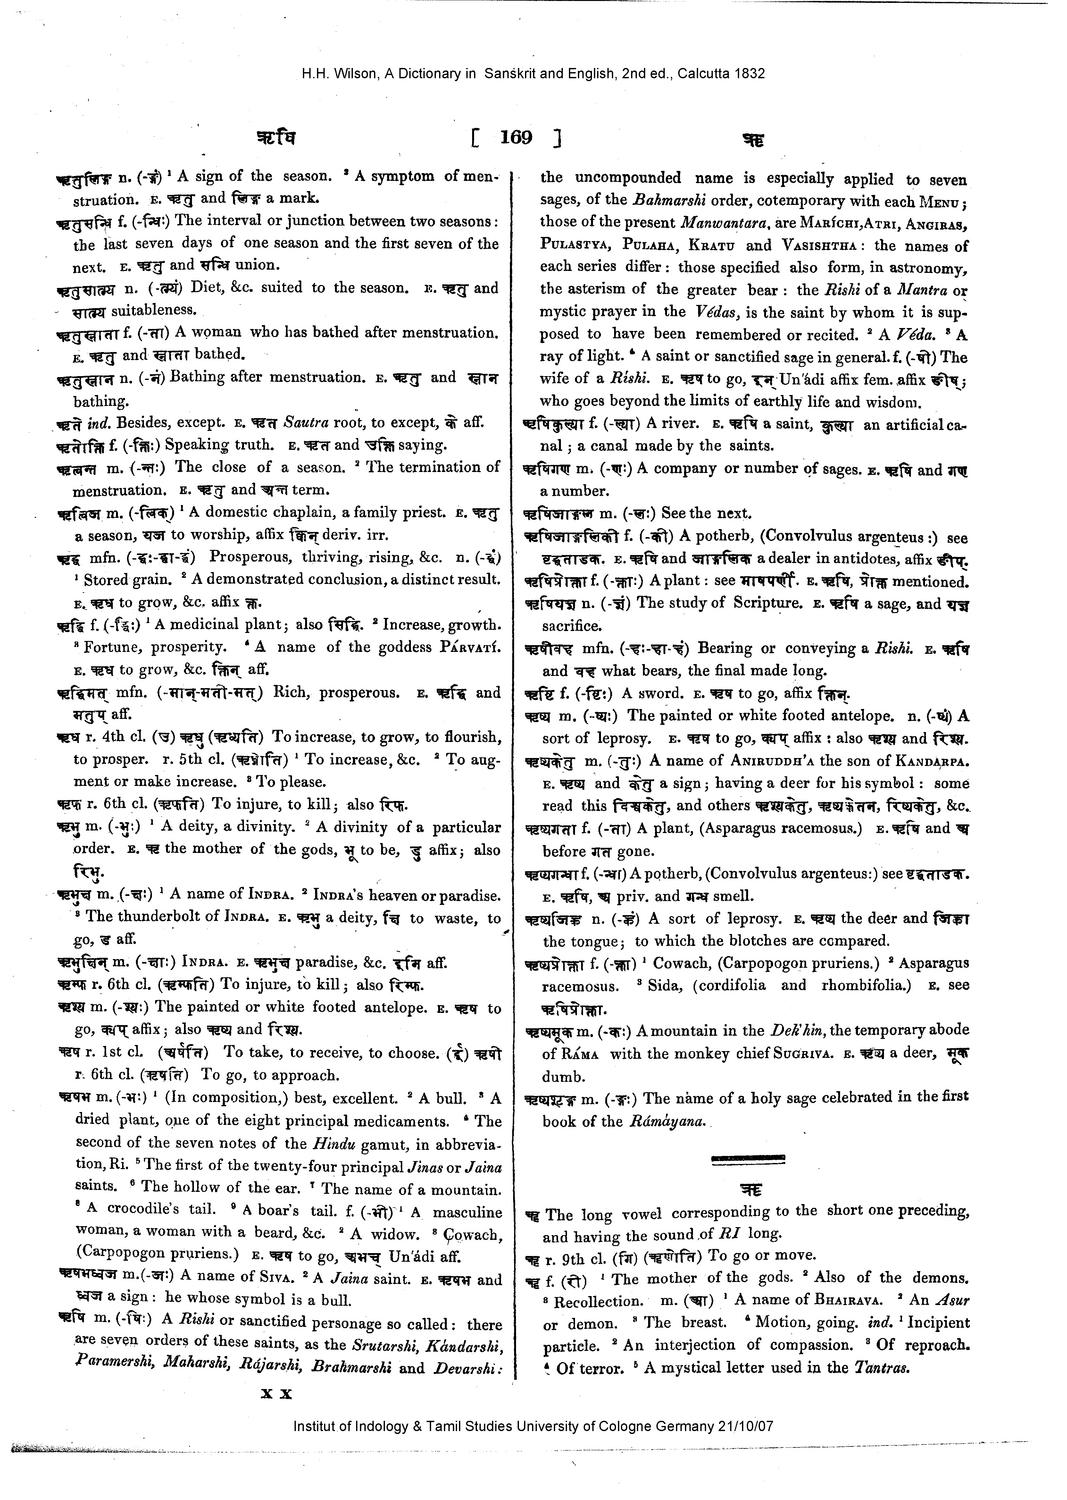 H.H. Wilson, A Dictionary in Sanskrit and English, 2nd ed., Calcutta 1832
ऋषि [ 169 ] ॠ
ऋतुलिङ्ग n. (-ङ्गं) ¹ A sign of the season. ² A symptom of men-
struation. E. ऋतु and लिङ्ग a mark.
ऋतुसन्धि f. (-न्धिः) The interval or junction between two seasons:
the last seven days of one season and the first seven of the
next. E. ऋतु and सन्धि union.
ऋतुसात्म्य n. (-त्म्यं) Diet, &c. suited to the season. E. ऋतु and
सात्म्य suitableness.
ऋतुस्नाता f. (-ता) A woman who has bathed after menstruation.
E. ऋतु and स्नाता bathed.
ऋतुस्नान n. (-नं) Bathing after menstruation. E. ऋतु and स्नान
bathing.
ऋते ind. Besides, except. E. ऋत Sautra root, to except, के aff.
ऋतोक्ति f. (-क्तिः) Speaking truth. E. ऋत and उक्ति saying.
ऋत्वन्त m. (-न्तः) The close of a season. ² The termination of
menstruation. E. ऋतु and अन्त term.
ऋत्विज m. (-त्विक्) ¹ A domestic chaplain, a family priest. E. ऋतु
a season, यज to worship, affix क्विन् deriv. irr.
ऋद्ध mfn. (-द्धः-द्धा-द्धं) Prosperous, thriving, rising, &c. n. (-द्धं)
¹ Stored grain. ² A demonstrated conclusion, a distinct result.
E. ऋध to grow, &c. affix क्त.
ऋद्धि f. (-द्धिः) ¹ A medicinal plant; also सिद्धि. ² Increase, growth.
³ Fortune, prosperity. ⁴ A name of the goddess PÁRVATÍ.
E. ऋध to grow, &c. क्तिन् aff.
ऋद्धिमत् mfn. (-मान्-मती-मत्) Rich, prosperous. E. ऋद्धि and
मतुप् aff.
ऋध r. 4th cl. (उ) ऋधु (ऋध्यति) To increase, to grow, to flourish,
to prosper. r. 5th cl. (ऋध्नोति) ¹ To increase, &c. ² To aug-
ment or make increase. ³ To please.
ऋफ r. 6th cl. (ऋफति) To injure, to kill; also रिफ.
ऋभु m. (-भुः) ¹ A deity, a divinity. ² A divinity of a particular
order. E. ऋ the mother of the gods, भू to be, डु affix; also
रिभु.
ऋभुक्ष m. (-क्षः) ¹ A name of INDRA. ² INDRA's heaven or paradise.
³ The thunderbolt of INDRA. E. ऋभु a deity, क्षि to waste, to
go, ड aff.
ऋभुक्षिन् m. (-क्षाः) INDRA. E. ऋभुक्ष paradise, &c. इनि aff.
ऋम्फ r. 6th cl. (ऋम्फति) To injure, to kill; also रिम्फ.
ऋश्य m. (-श्यः) The painted or white footed antelope. E. ऋष to
go, क्यप् affix; also ऋष्य and रिश्य.
ऋष r. 1st cl. (अर्षति) To take, to receive, to choose. (ई) ऋषी
r. 6th cl. (ऋषति) To go, to approach.
ऋषभ m. (-भः) ¹ (In composition,) best, excellent. ² A bull. ³ A
dried plant, one of the eight principal medicaments. ⁴ The
second of the seven notes of the Hindu gamut, in abbrevia-
tion, Ri. ⁵ The first of the twenty-four principal Jinas or Jaina
saints. ⁶ The hollow of the ear. ⁷ The name of a mountain.
⁸ A crocodile's tail. ⁹ A boar's tail. f. (-भी) ¹ A masculine
woman, a woman with a beard, &c. ² A widow. ³ Cowach,
(Carpopogon pruriens.) E. ऋष to go, अभच् Un'ádi aff.
ऋषभध्वज m. (-जः) A name of SIVA. ² A Jaina saint. E. ऋषभ and
ध्वज a sign: he whose symbol is a bull.
ऋषि m. (-षिः) A Rishi or sanctified personage so called: there
are seven orders of these saints, as the Srutarshi, Kándarshi,
Paramershi, Maharshi, Rájarshi, Brahmarshi and Devarshi:
X X
the uncompounded name is especially applied to seven
sages, of the Bahmarshi order, cotemporary with each MENU;
those of the present Manwantara, are MARÍCHI, ATRI, ANGIRAS,
PULASTYA, PULAHA, KRATU and VASISHTHA: the names of
each series differ: those specified also form, in astronomy,
the asterism of the greater bear: the Rishi of a Mantra or
mystic prayer in the Védas, is the saint by whom it is sup-
posed to have been remembered or recited. ² A Véda. ³ A
ray of light. ⁴ A saint or sanctified sage in general. f. (-षी) The
wife of a Rishi. E. ऋष to go, इन् Un'ádi affix fem. affix ङीष्;
who goes beyond the limits of earthly life and wisdom.
ऋषिकुल्या f. (-ल्या) A river. E. ऋषि a saint, कुल्या an artificial ca-
nal; a canal made by the saints.
ऋषिगण m. (-णः) A company or number of sages. E. ऋषि and गण
a number.
ऋषिजाङ्गल m. (-लः) See the next.
ऋषिजाङ्गलिकी f. (-की) A potherb, (Convolvulus argenteus:) see
वृद्धताडक. E. ऋषि and जाङ्गलिक a dealer in antidotes, affix ङीप्.
ऋषिप्रोक्ता f. (-क्ताः) A plant: see माषपर्णी. E. ऋषि, प्रोक्त mentioned.
ऋषियज्ञ n. (-ज्ञं) The study of Scripture. E. ऋषि a sage, and यज्ञ
sacrifice.
ऋषीवह mfn. (-हः-हा-हं) Bearing or conveying a Rishi. E. ऋषि
and वह what bears, the final made long.
ऋष्टि f. (-ष्टिः) A sword. E. ऋष to go, affix क्तिन्.
ऋष्य m. (-ष्यः) The painted or white footed antelope. n. (-ष्यं) A
sort of leprosy. E. ऋष to go, क्यप् affix: also ऋश्य and रिश्य.
ऋष्यकेतु m. (-तुः) A name of ANIRUDDH'A the son of KANDARPA.
E. ऋष्य and केतु a sign; having a deer for his symbol: some
read this विश्वकेतु, and others ऋश्यकेतु, ऋष्यकेतन, रिष्यकेतु, &c.
ऋष्यगता f. (-ता) A plant, (Asparagus racemosus.) E. ऋषि and अ
before गत gone.
ऋष्यगन्धा f. (-न्धा) A potherb, (Convolvulus argenteus:) see वृद्धताडक.
E. ऋषि, अ priv. and गन्ध smell.
ऋष्यजिह्व n. (-ह्वं) A sort of leprosy. E. ऋष्य the deer and जिह्वा
the tongue; to which the blotches are compared.
ऋष्यप्रोक्ता f. (-क्ता) ¹ Cowach, (Carpopogon pruriens.) ² Asparagus
racemosus. ³ Sida, (cordifolia and rhombifolia.) E. see
ऋषिप्रोक्ता.
ऋष्यमूक m. (-कः) A mountain in the Dek'hin, the temporary abode
of RÁMA with the monkey chief SUGRIVA. E. ऋष्य a deer, मूक
dumb.
ऋष्यशृङ्ग m. (-ङ्गः) The name of a holy sage celebrated in the first
book of the Rámáyana.
ॠ
ॠ The long vowel corresponding to the short one preceding,
and having the sound of RI long.
ॠ r. 9th cl. (गि) (ऋणाति) To go or move.
ॠ f. (री) ¹ The mother of the gods. ² Also of the demons.
³ Recollection. m. (आ) ¹ A name of BHAIRAVA. ² An Asur
or demon. ³ The breast. ⁴ Motion, going. ind. ¹ Incipient
particle. ² An interjection of compassion. ³ Of reproach.
⁴ Of terror. ⁵ A mystical letter used in the Tantras.
Institut of Indology & Tamil Studies University of Cologne Germany 21/10/07